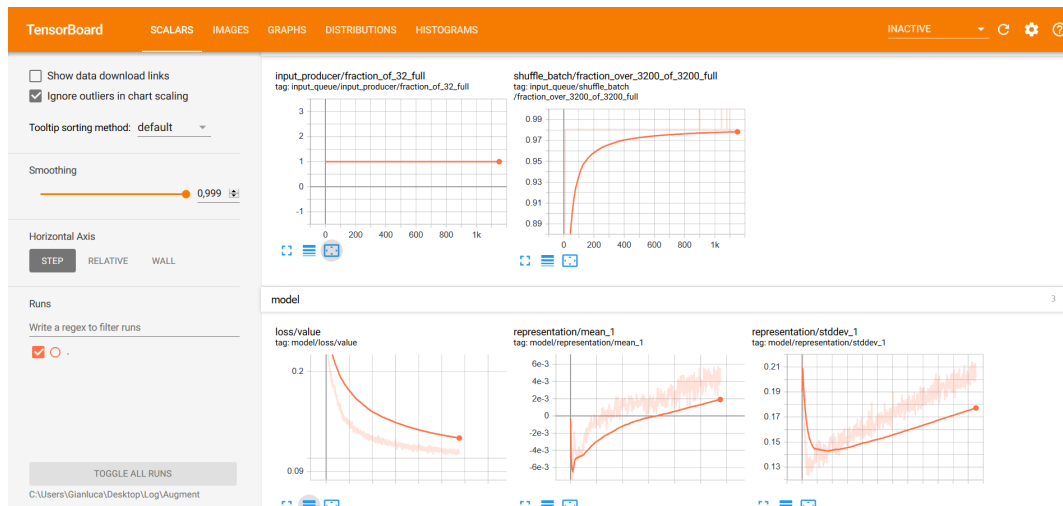 TensorBoard SCALARS IMAGES GRAPHS DISTRIBUTIONS HISTOGRAMS INACTIVE
Show data download links
Ignore outliers in chart scaling
Tooltip sorting method: default
Smoothing
0,999
Horizontal Axis
STEP RELATIVE WALL
Runs
Write a regex to filter runs
.
TOGGLE ALL RUNS
C:\Users\Gianluca\Desktop\Log\Augment
input_producer/fraction_of_32_full
tag: input_queue/input_producer/fraction_of_32_full
3
2
1
0
-1
0 200 400 600 800 1k
shuffle_batch/fraction_over_3200_of_3200_full
tag: input_queue/shuffle_batch
/fraction_over_3200_of_3200_full
0.99
0.97
0.95
0.93
0.91
0.89
0 200 400 600 800 1k
model 3
loss/value
tag: model/loss/value
0.2
0.09
representation/mean_1
tag: model/representation/mean_1
6e-3
4e-3
2e-3
0
-2e-3
-4e-3
-6e-3
representation/stddev_1
tag: model/representation/stddev_1
0.21
0.19
0.17
0.15
0.13